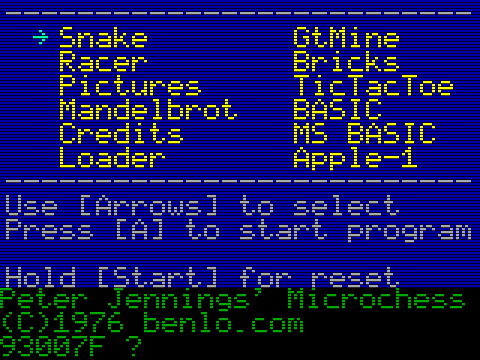 → Snake GtMine
Racer Bricks
Pictures TicTacToe
Mandelbrot BASIC
Credits MS BASIC
Loader Apple-1
Use [Arrows] to select
Press [A] to start program
Hold [Start] for reset
Peter Jennings' Microchess
(C)1976 benlo.com
93007F ?